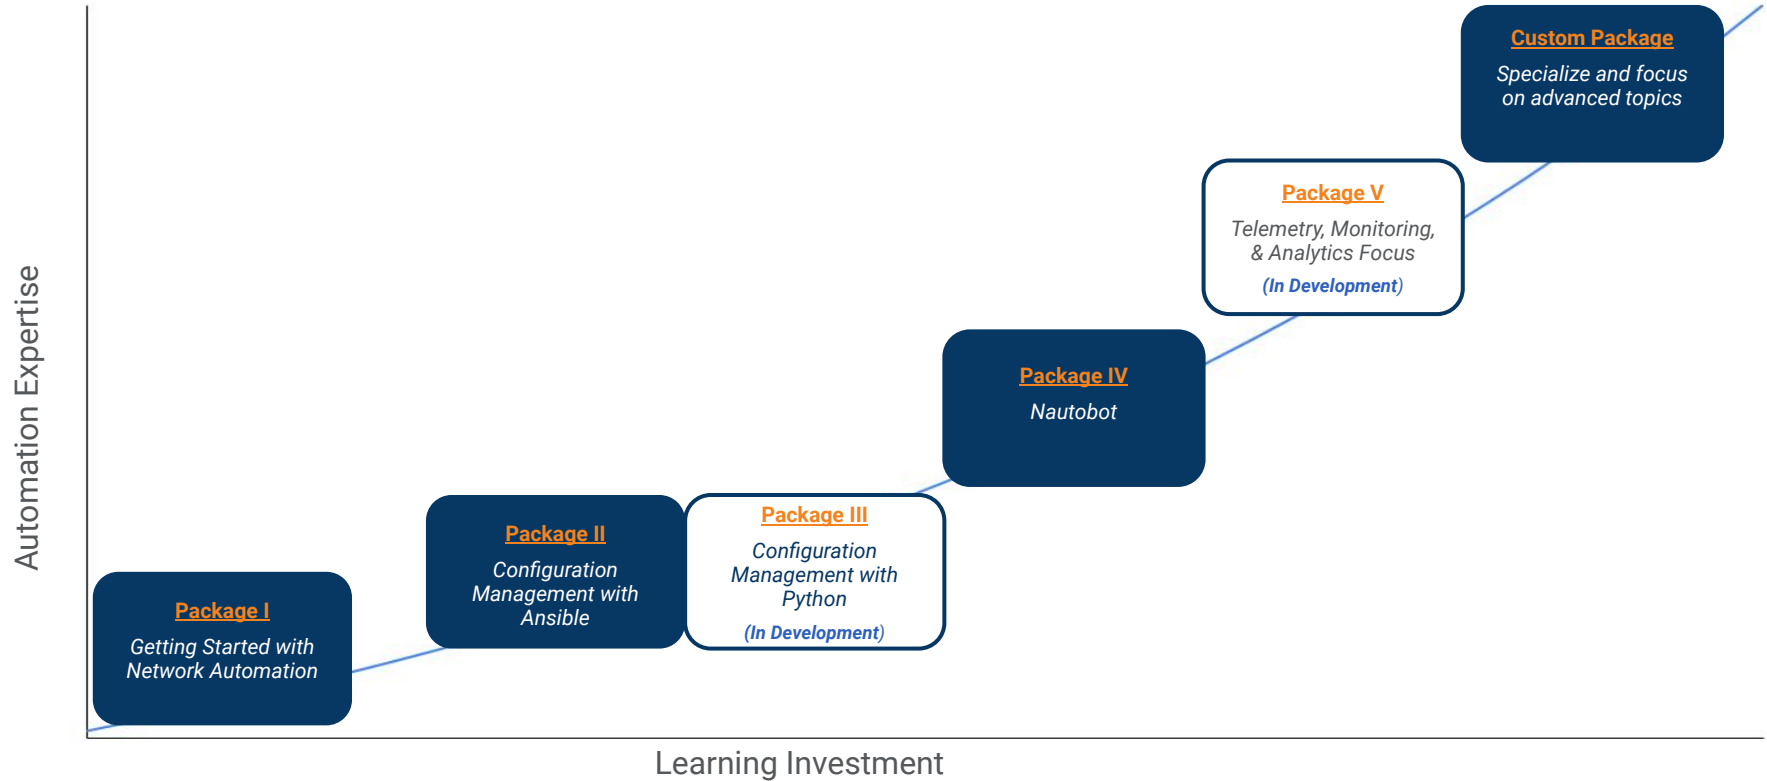 Custom Package
Specialize and focus
on advanced topics
Package V
Telemetry, Monitoring,
& Analytics Focus
(In Development)
Package IV
Nautobot
Package III
Configuration
Management with
Python
(In Development)
Package II
Configuration
Management with
Ansible
Package I
Getting Started with
Network Automation
Automation Expertise
Learning Investment